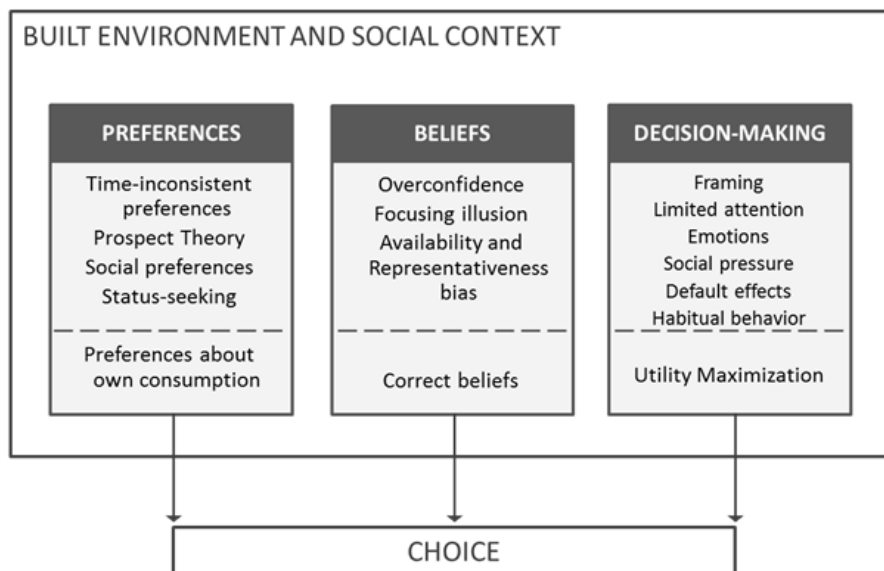 BUILT ENVIRONMENT AND SOCIAL CONTEXT
PREFERENCES
Time-inconsistent
preferences
Prospect Theory
Social preferences
Status-seeking
Preferences about
own consumption
BELIEFS
Overconfidence
Focusing illusion
Availability and
Representativeness
bias
Correct beliefs
DECISION-MAKING
Framing
Limited attention
Emotions
Social pressure
Default effects
Habitual behavior
Utility Maximization
CHOICE